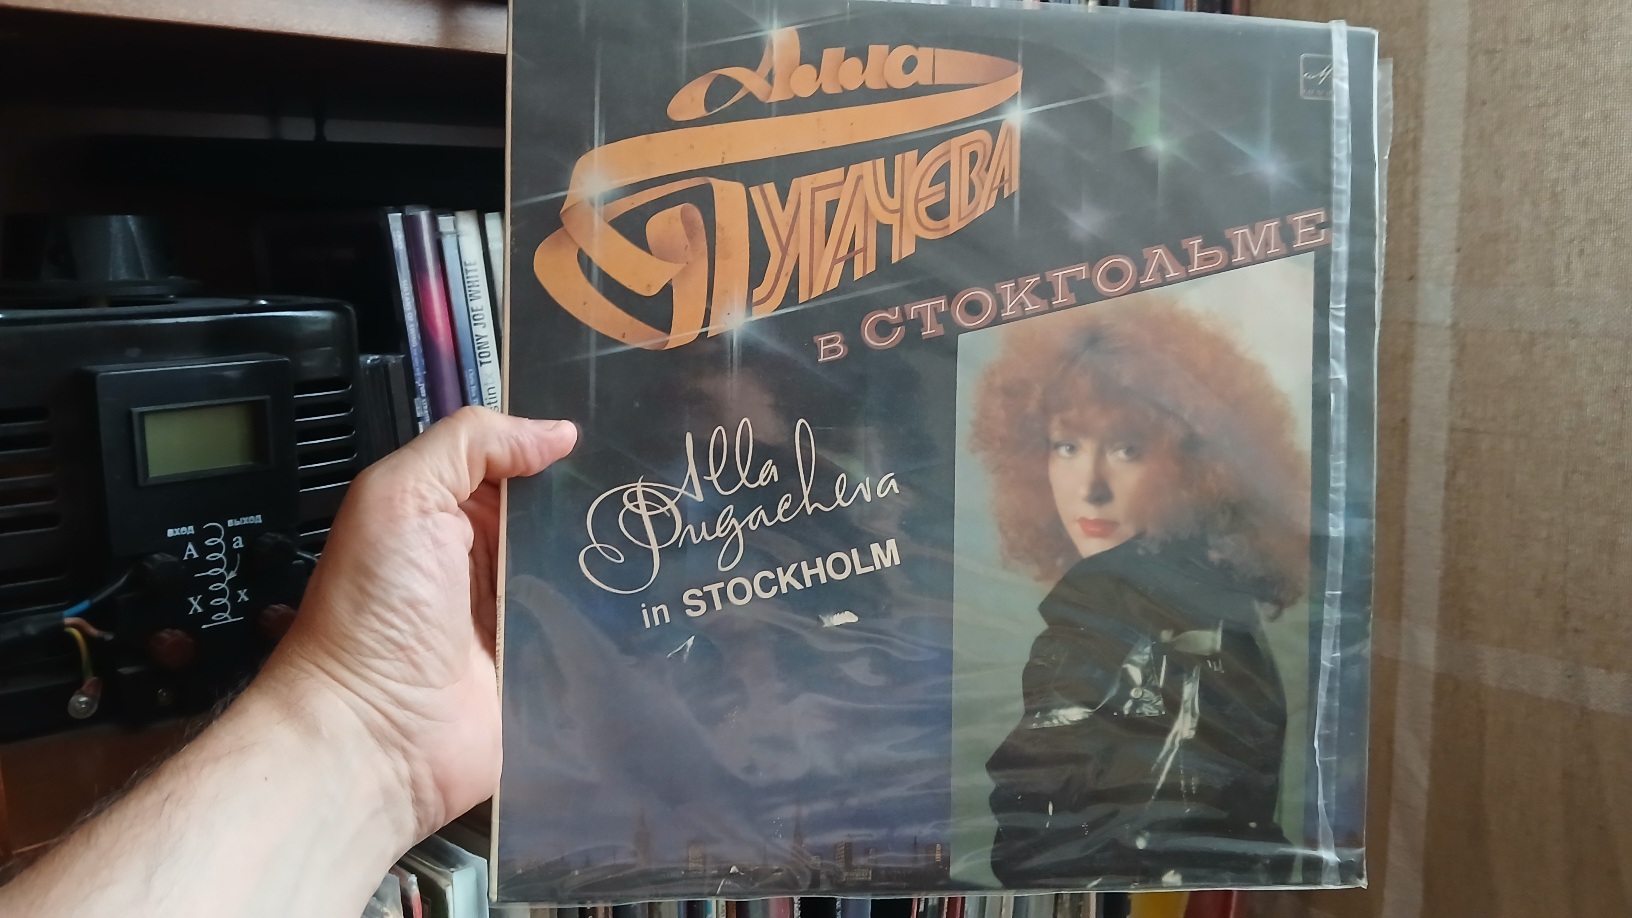 Алла
Пугачева
в Стокгольме
Alla
Pugacheva
in STOCKHOLM
TONY JOE WHITE
ВХОД
ВЫХОД
A
a
X
x